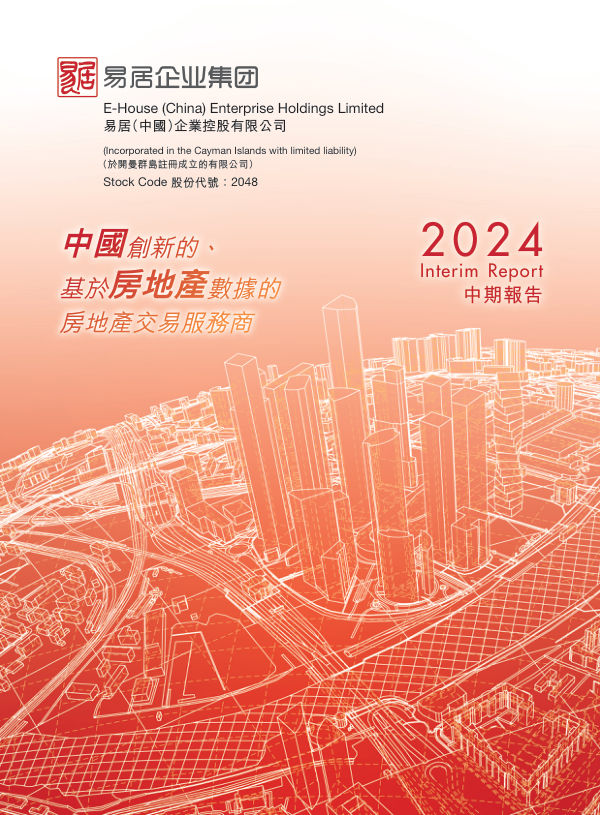 易居 易居企业集团
E-House (China) Enterprise Holdings Limited
易居(中國)企業控股有限公司
(Incorporated in the Cayman Islands with limited liability)
(於開曼群島註冊成立的有限公司)
Stock Code 股份代號：2048
中國創新的、
基於房地產數據的
房地產交易服務商
2024
Interim Report
中期報告